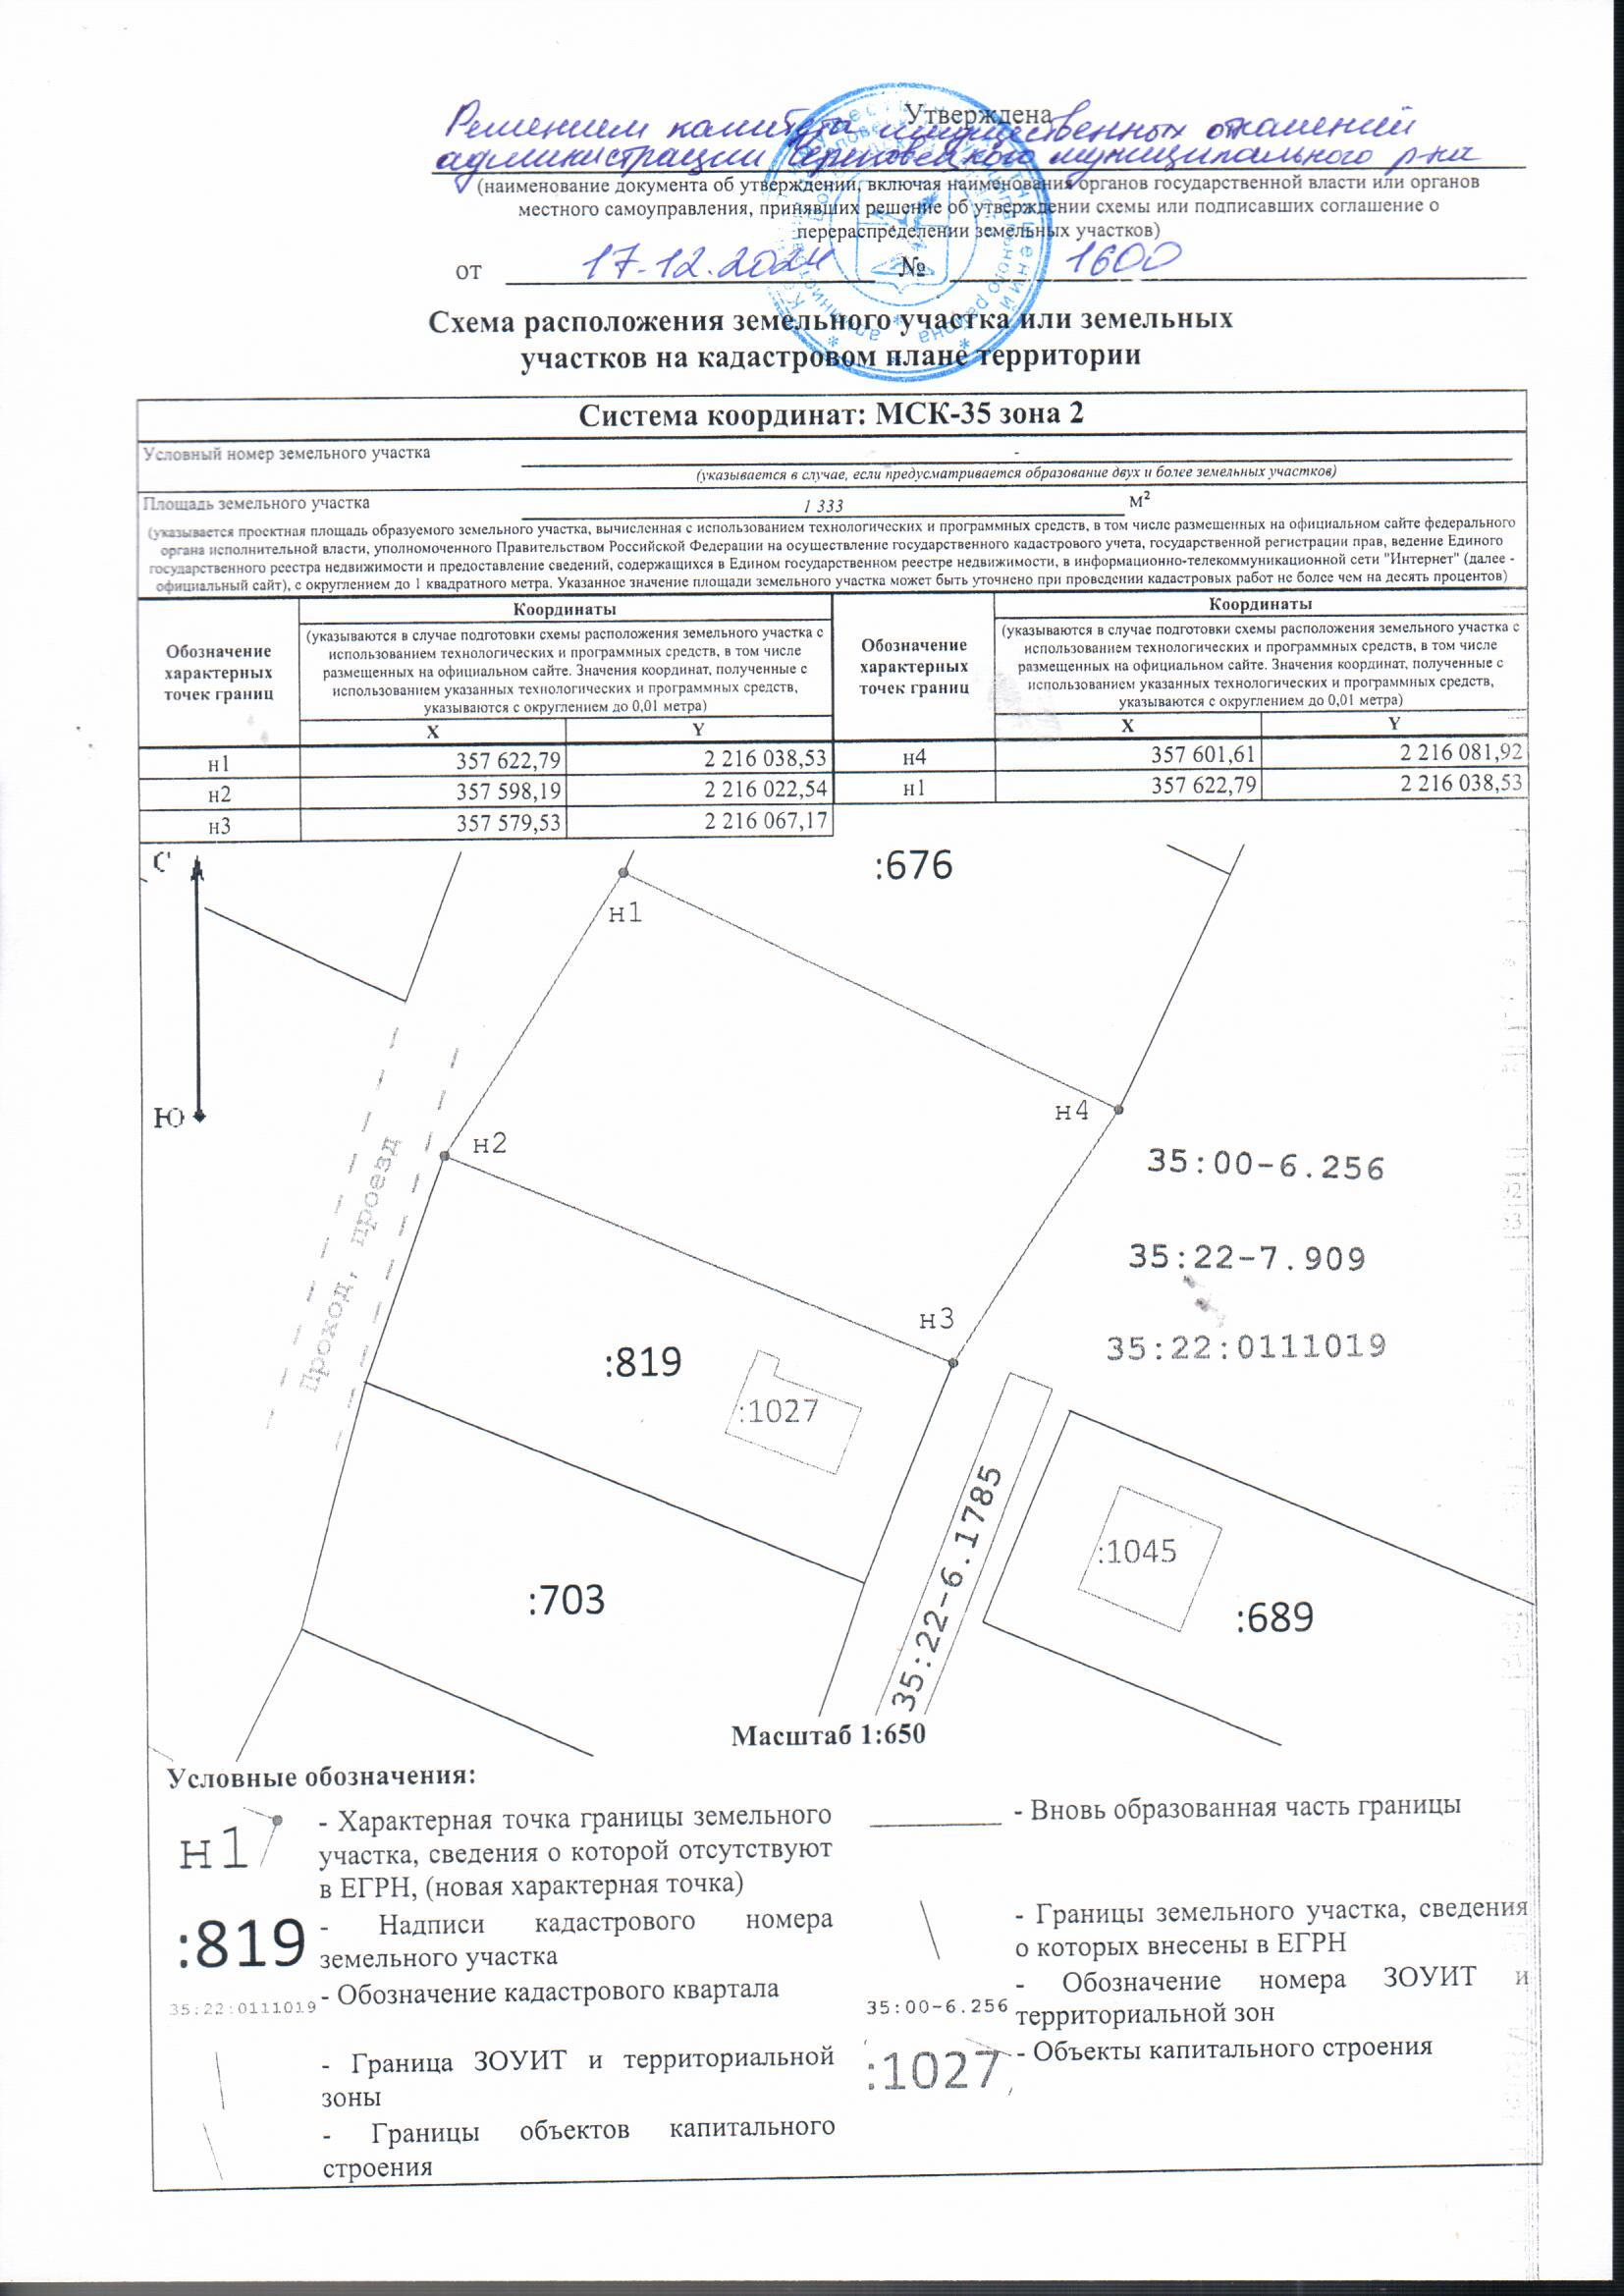 Утверждена
Решением комитета имущественных отношений
администрации Череповецкого муниципального р-на
(наименование документа об утверждении, включая наименования органов государственной власти или органов
местного самоуправления, принявших решение об утверждении схемы или подписавших соглашение о
перераспределении земельных участков)
от 17.12.2024 № 1600
Схема расположения земельного участка или земельных
участков на кадастровом плане территории
Система координат: МСК-35 зона 2
Условный номер земельного участка -
(указывается в случае, если предусматривается образование двух и более земельных участков)
Площадь земельного участка 1 333 м²
(указывается проектная площадь образуемого земельного участка, вычисленная с использованием технологических и программных средств, в том числе размещенных на официальном сайте федерального
органа исполнительной власти, уполномоченного Правительством Российской Федерации на осуществление государственного кадастрового учета, государственной регистрации прав, ведение Единого
государственного реестра недвижимости и предоставление сведений, содержащихся в Едином государственном реестре недвижимости, в информационно-телекоммуникационной сети "Интернет" (далее -
официальный сайт), с округлением до 1 квадратного метра. Указанное значение площади земельного участка может быть уточнено при проведении кадастровых работ не более чем на десять процентов)
Обозначение
характерных
точек границ
Координаты
(указываются в случае подготовки схемы расположения земельного участка с
использованием технологических и программных средств, в том числе
размещенных на официальном сайте. Значения координат, полученные с
использованием указанных технологических и программных средств,
указываются с округлением до 0,01 метра)
X Y
Обозначение
характерных
точек границ
Координаты
(указываются в случае подготовки схемы расположения земельного участка с
использованием технологических и программных средств, в том числе
размещенных на официальном сайте. Значения координат, полученные с
использованием указанных технологических и программных средств,
указываются с округлением до 0,01 метра)
X Y
н1 357 622,79 2 216 038,53 н4 357 601,61 2 216 081,92
н2 357 598,19 2 216 022,54 н1 357 622,79 2 216 038,53
н3 357 579,53 2 216 067,17
С
:676
н1
Ю
н4
н2
Проход, проезд
35:00-6.256
35:22-7.909
н3
35:22:0111019
:819
:1027
35:22-6.1785
:1045
:703
:689
Масштаб 1:650
Условные обозначения:
н1
- Характерная точка границы земельного
участка, сведения о которой отсутствуют
в ЕГРН, (новая характерная точка)
- Вновь образованная часть границы
:819
- Надписи кадастрового номера
земельного участка
- Границы земельного участка, сведения
о которых внесены в ЕГРН
35:22:0111019
- Обозначение кадастрового квартала
35:00-6.256
- Обозначение номера ЗОУИТ и
территориальной зон
- Граница ЗОУИТ и территориальной
зоны
:1027
- Объекты капитального строения
- Границы объектов капитального
строения